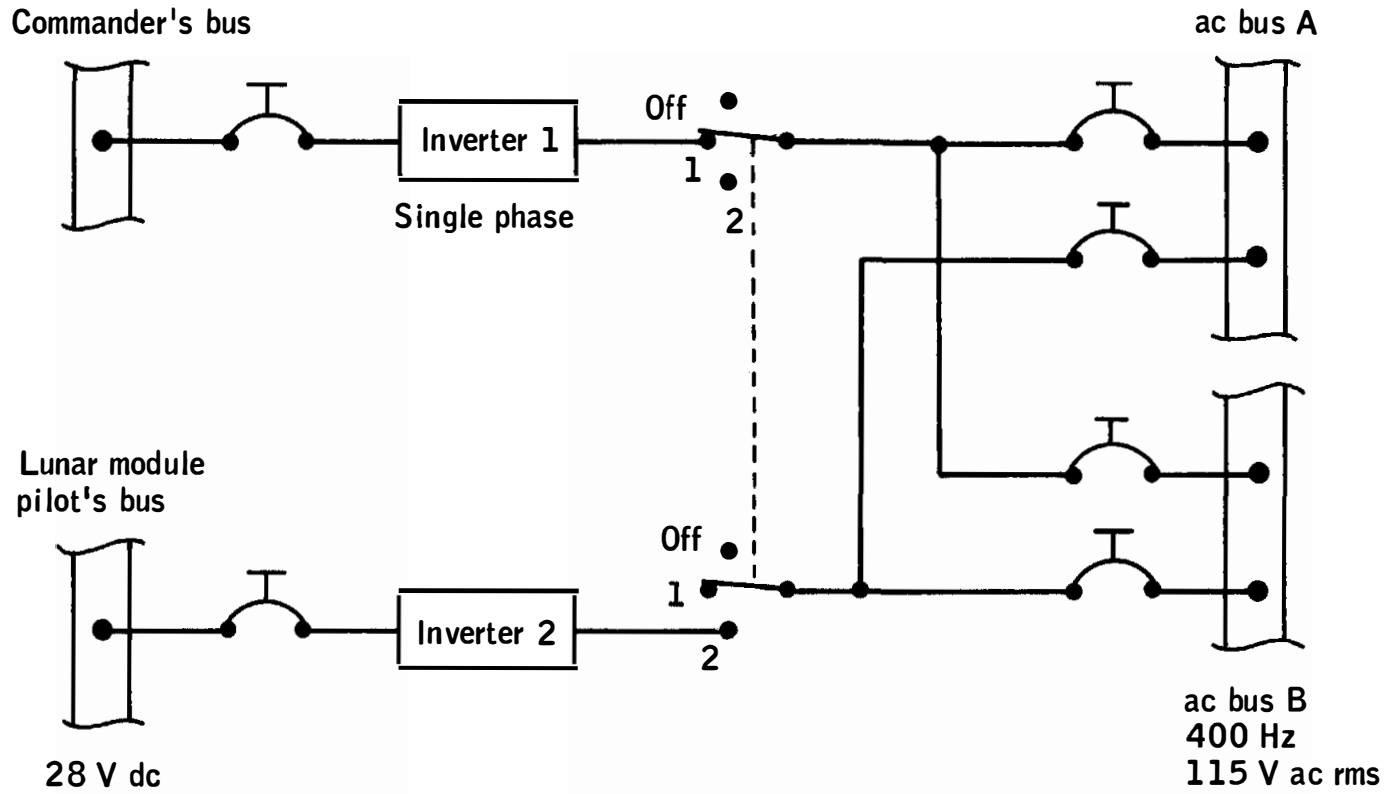 Commander's bus
ac bus A
Off
Inverter 1
1
Single phase
2
Lunar module
pilot's bus
Off
1
Inverter 2
2
ac bus B
400 Hz
115 V ac rms
28 V dc